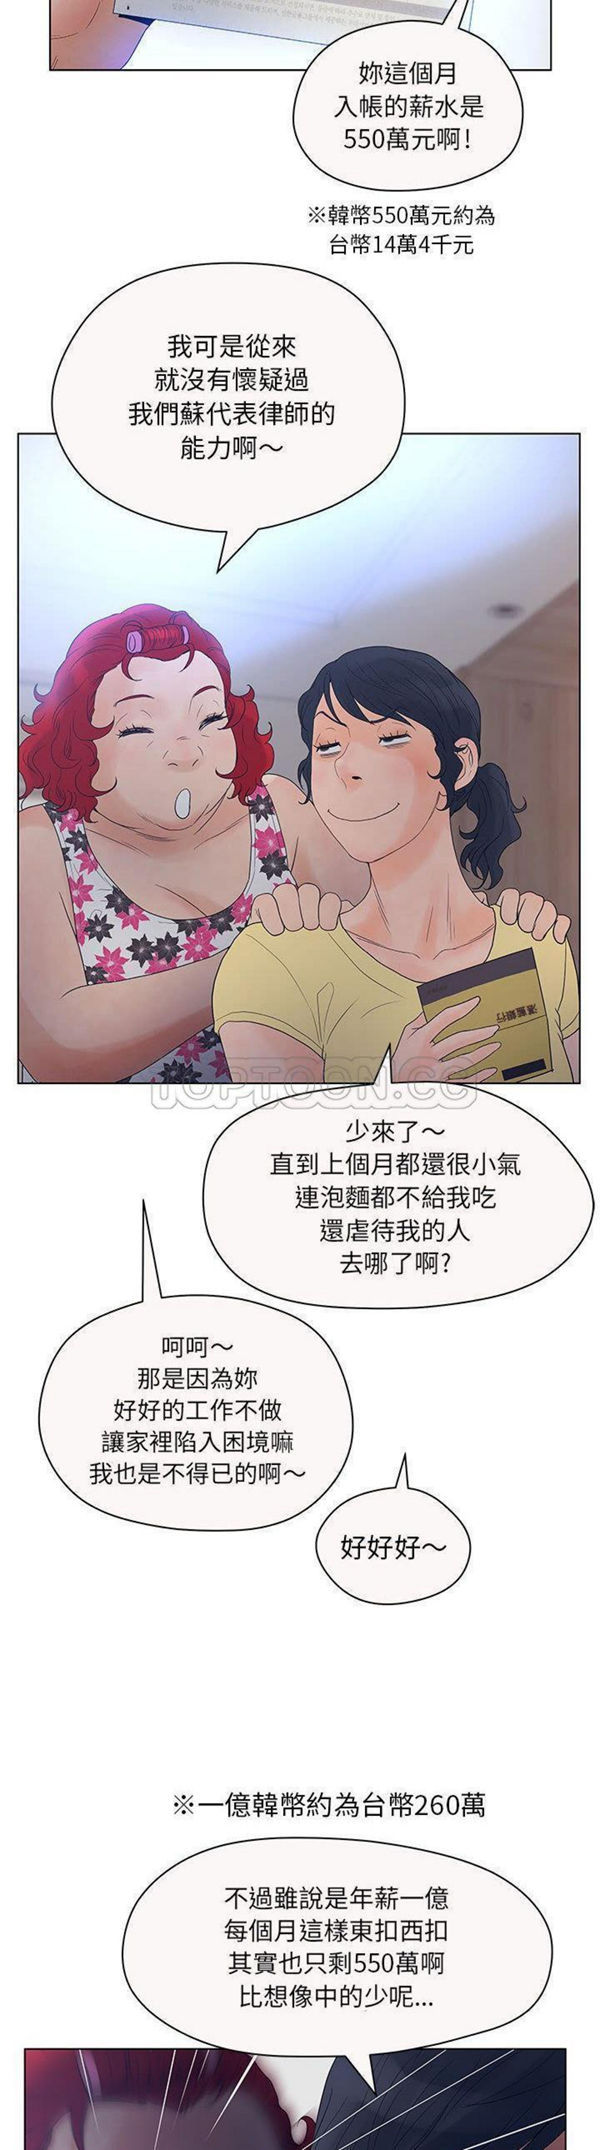 妳這個月
入帳的薪水是
550萬元啊!
※韓幣550萬元約為
台幣14萬4千元
我可是從來
就沒有懷疑過
我們蘇代表律師的
能力啊～
TOPTOON.CC
少來了～
直到上個月都還很小氣
連泡麵都不給我吃
還虐待我的人
去哪了啊?
呵呵～
那是因為妳
好好的工作不做
讓家裡陷入困境嘛
我也是不得已的啊～
好好好～
※一億韓幣約為台幣260萬
不過雖說是年薪一億
每個月這樣東扣西扣
其實也只剩550萬啊
比想像中的少呢...